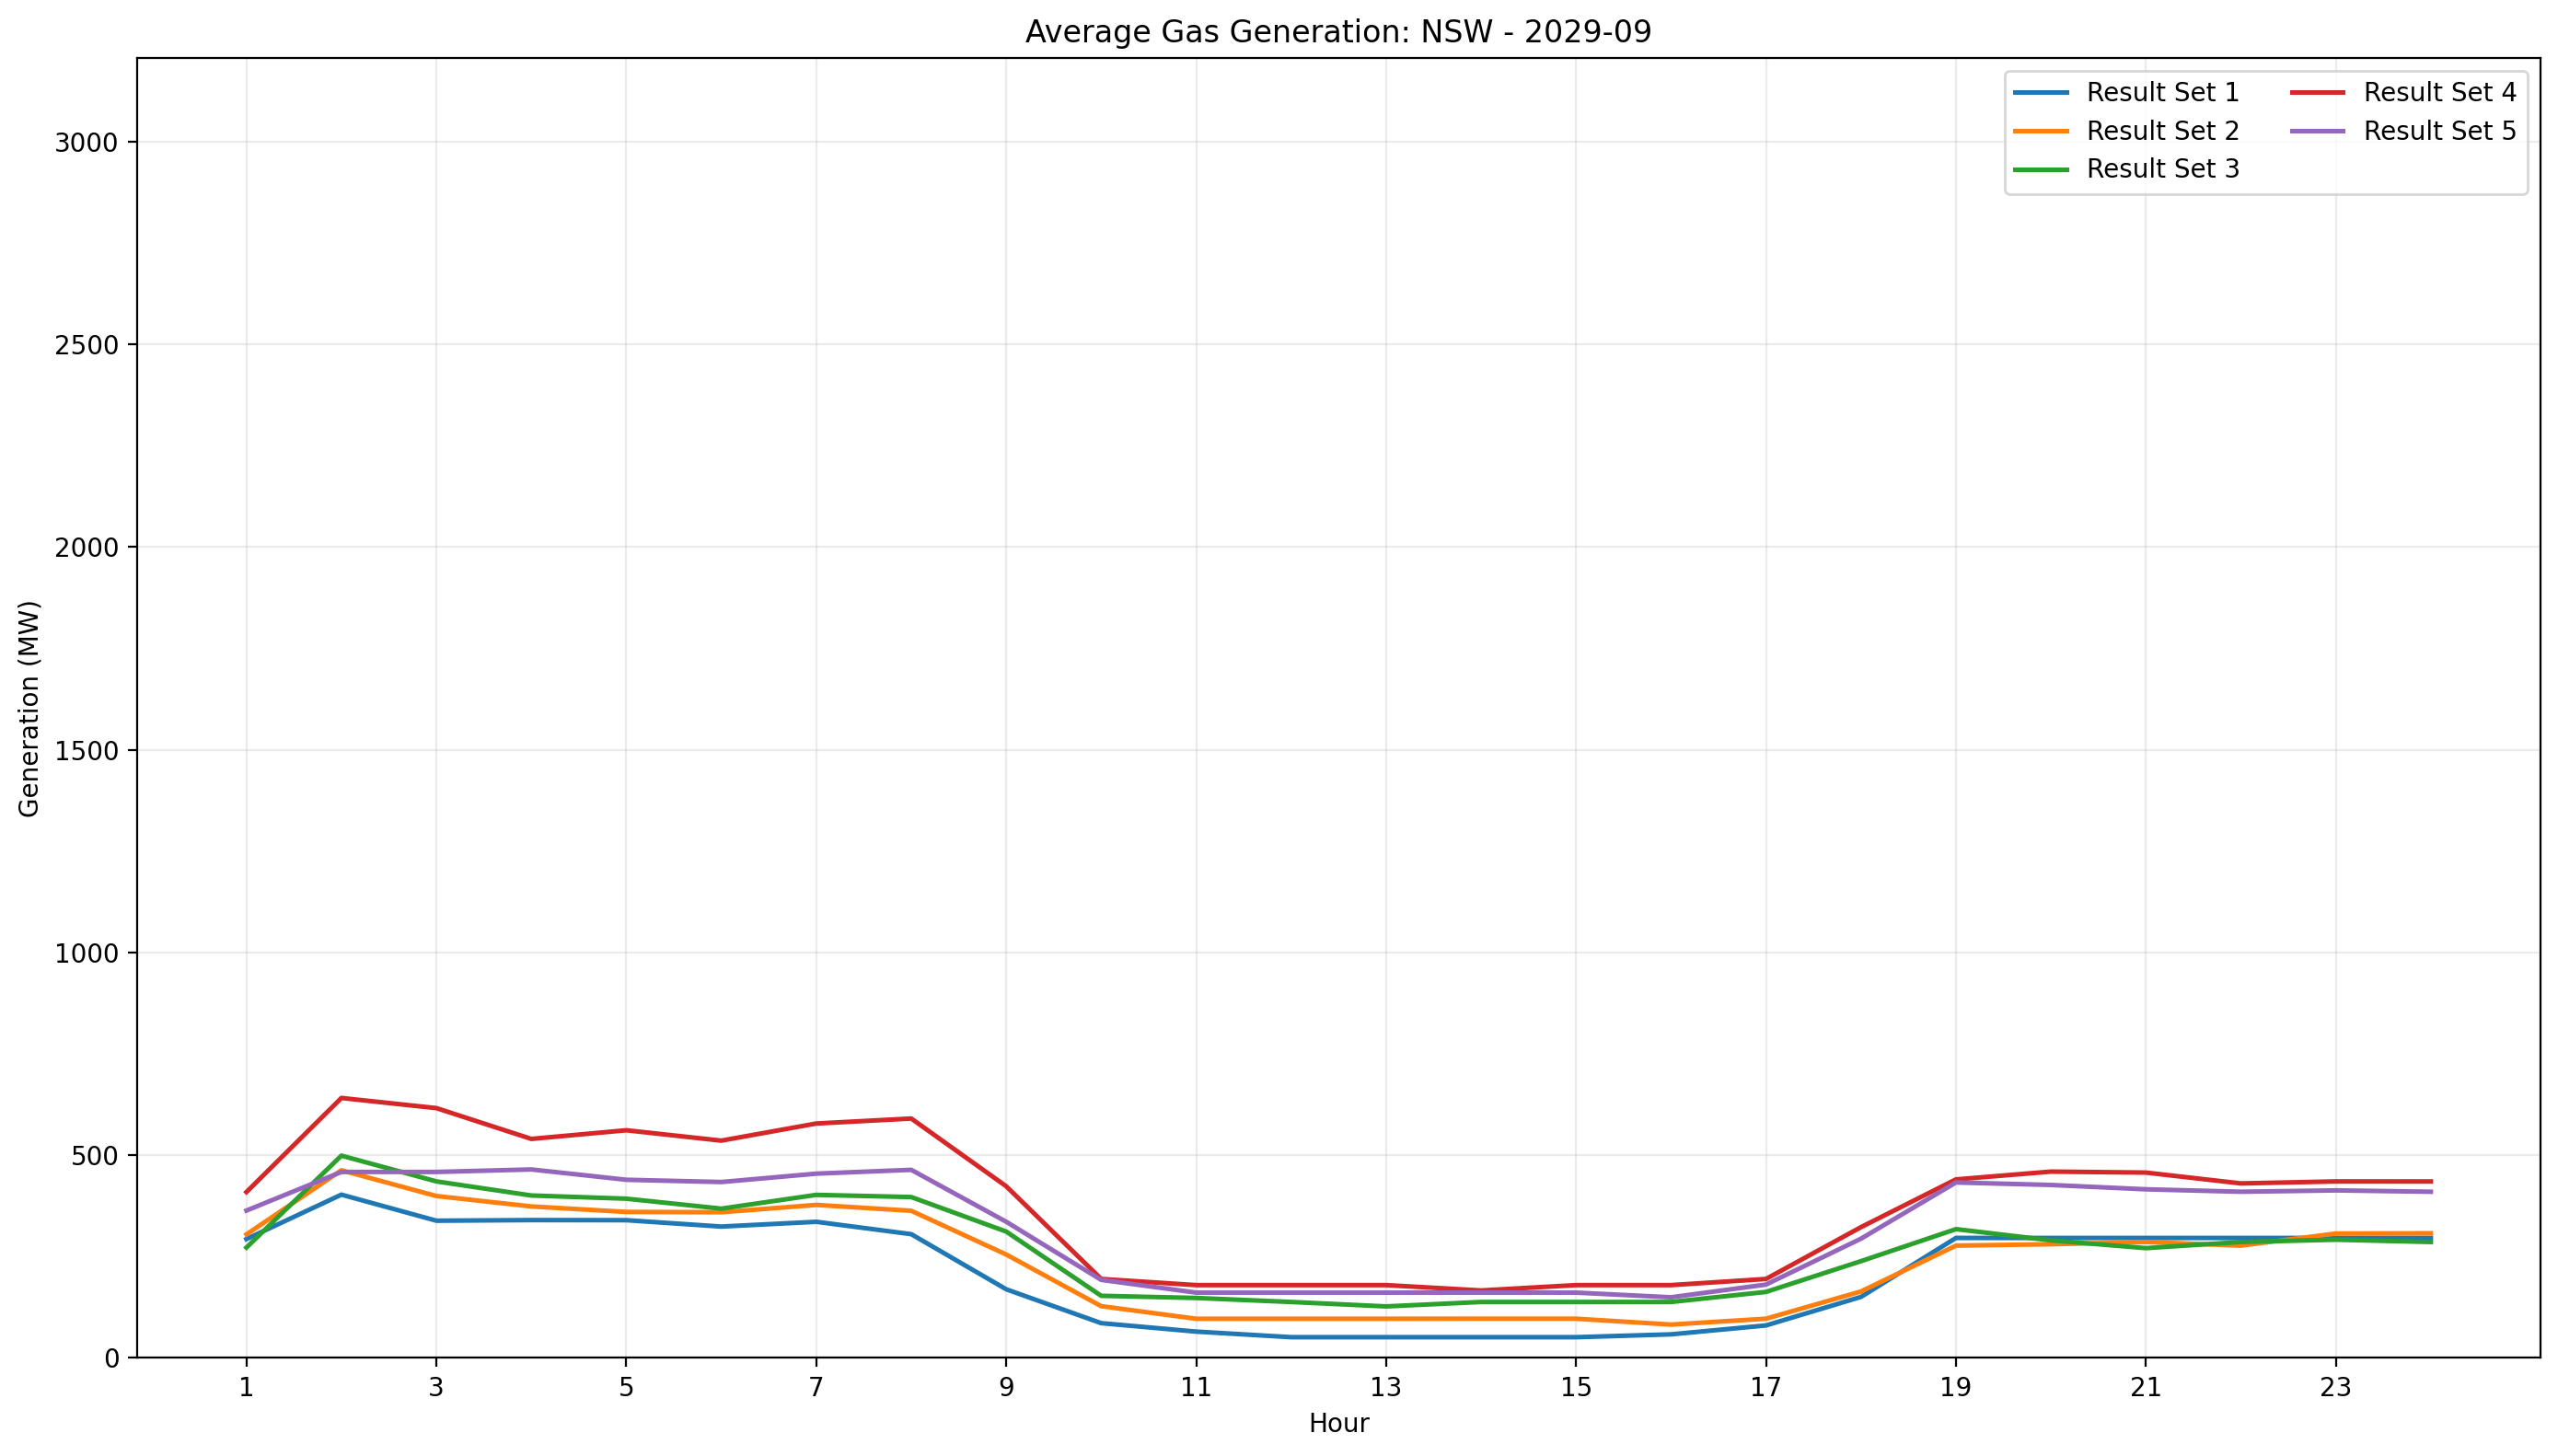 Average Gas Generation: NSW - 2029-09
Result Set 1
Result Set 2
Result Set 3
Result Set 4
Result Set 5
Generation (MW)
3000
2500
2000
1500
1000
500
0
1 3 5 7 9 11 13 15 17 19 21 23
Hour